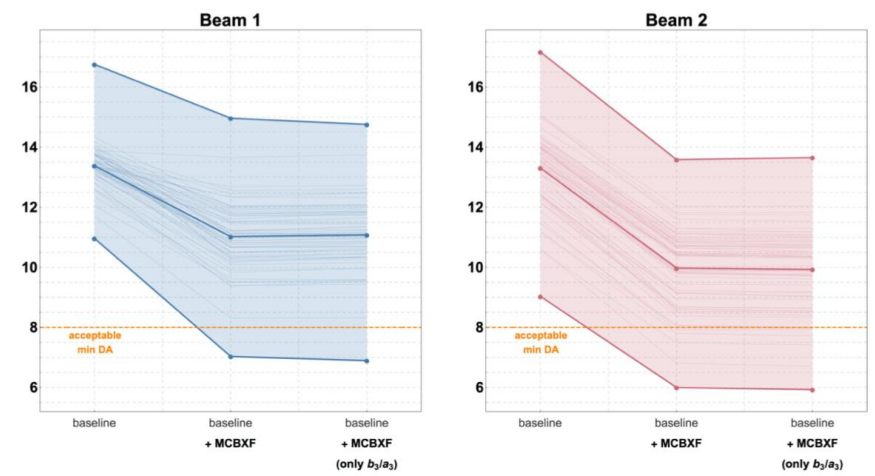 Beam 1
16
14
12
10
8
6
acceptable
min DA
baseline
baseline
+ MCBXF
baseline
+ MCBXF
(only b3/a3)
Beam 2
16
14
12
10
8
6
acceptable
min DA
baseline
baseline
+ MCBXF
baseline
+ MCBXF
(only b3/a3)